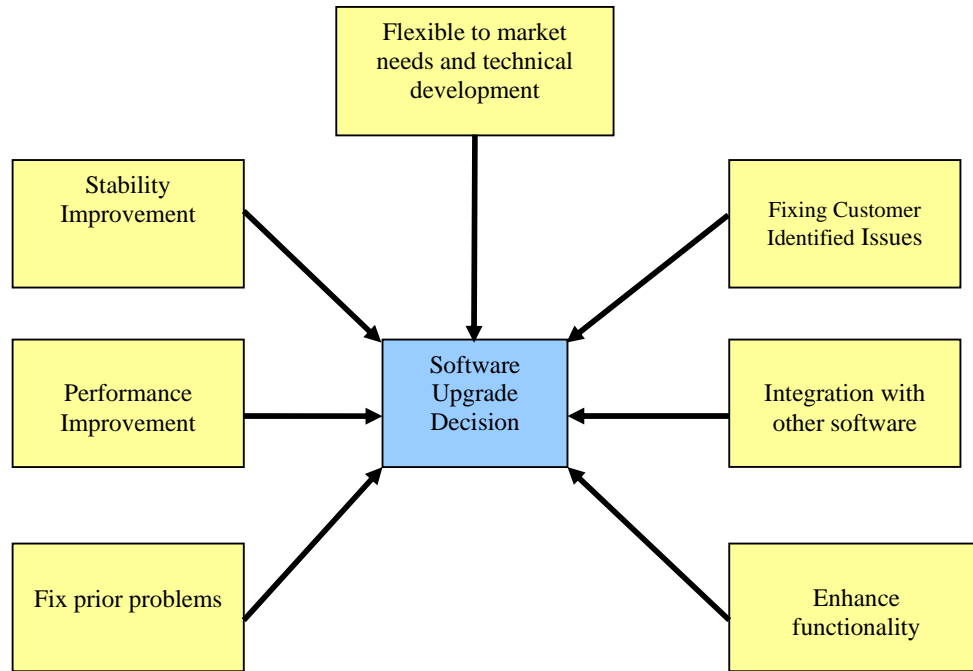 Flexible to market
needs and technical
development
Stability
Improvement
Fixing Customer
Identified Issues
Performance
Improvement
Software
Upgrade
Decision
Integration with
other software
Fix prior problems
Enhance
functionality